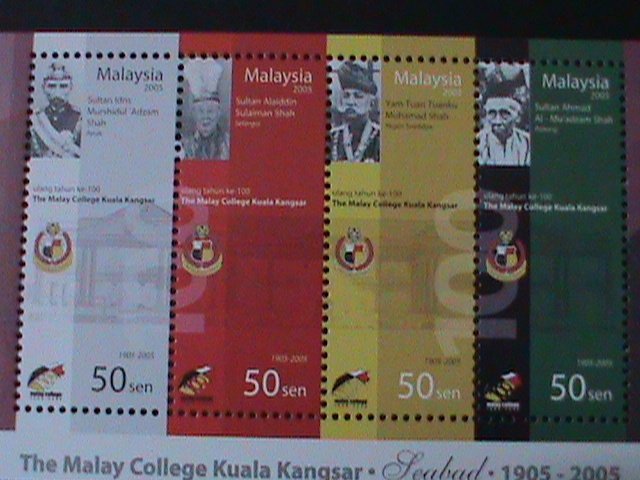 Malaysia
2005
Sultan Idris
Murshidul 'Adzam
Shah
Perak
ulang tahun ke-100
The Malay College Kuala Kangsar
1905-2005
50 sen
Malaysia
2005
Sultan Alaiddin
Sulaiman Shah
Selangor
ulang tahun ke-100
The Malay College Kuala Kangsar
100
1905-2005
50 sen
Malaysia
2005
Yam Tuan Tuanku
Muhamad Shah
Negeri Sembilan
ulang tahun ke-100
The Malay College Kuala Kangsar
1905-2005
50 sen
Malaysia
2005
Sultan Ahmad
Al - Mu'adzam Shah
Pahang
ulang tahun ke-100
The Malay College Kuala Kangsar
100
1905-2005
50 sen
The Malay College Kuala Kangsar • Seabad • 1905 - 2005